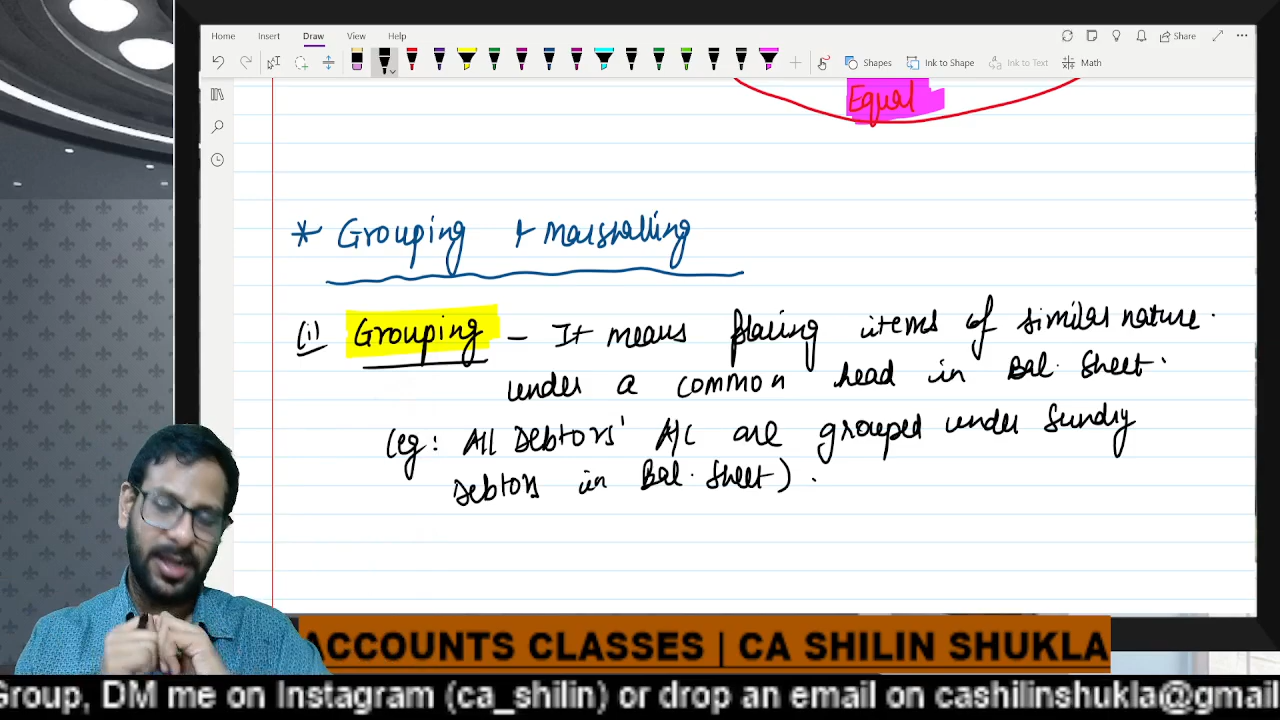 Home Insert Draw View Help
Share
Shapes Ink to Shape Ink to Text Math
Equal
* Grouping & Marshalling
(i) Grouping - It means placing items of similar nature.
under a common head in Bal. Sheet.
(eg: All Debtors' A/c are grouped under Sundry
Debtors in Bal. Sheet).
ACCOUNTS CLASSES | CA SHILIN SHUKLA
Group, DM me on Instagram (ca_shilin) or drop an email on cashilinshukla@gmail